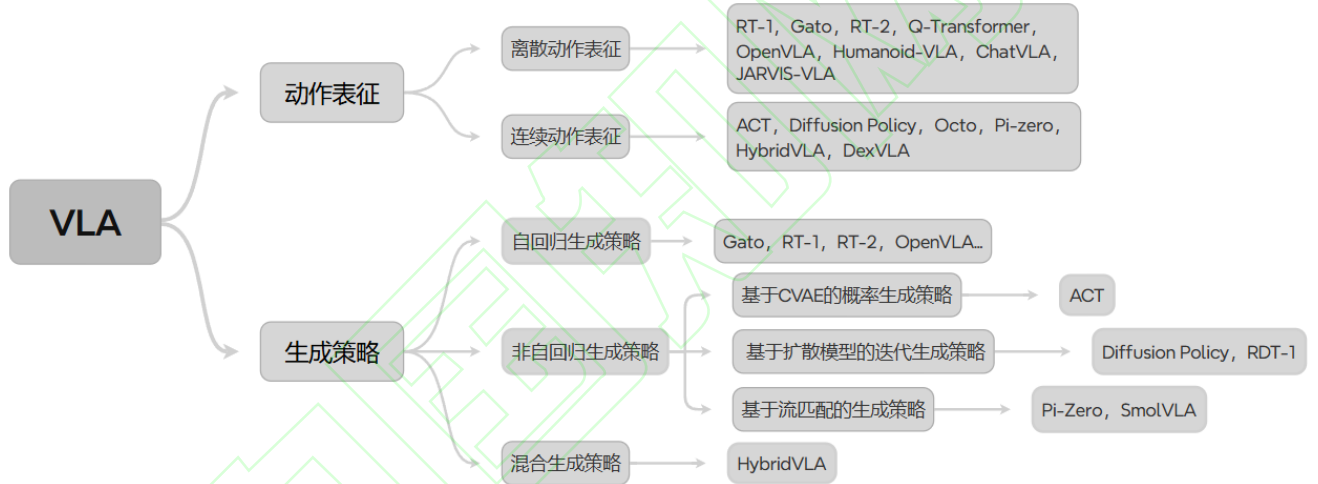 VLA
动作表征
离散动作表征
RT-1，Gato，RT-2，Q-Transformer，
OpenVLA，Humanoid-VLA，ChatVLA，
JARVIS-VLA
连续动作表征
ACT，Diffusion Policy，Octo，Pi-zero，
HybridVLA，DexVLA
生成策略
自回归生成策略
Gato，RT-1，RT-2，OpenVLA...
非自回归生成策略
基于CVAE的概率生成策略
ACT
基于扩散模型的迭代生成策略
Diffusion Policy，RDT-1
基于流匹配的生成策略
Pi-Zero，SmolVLA
混合生成策略
HybridVLA